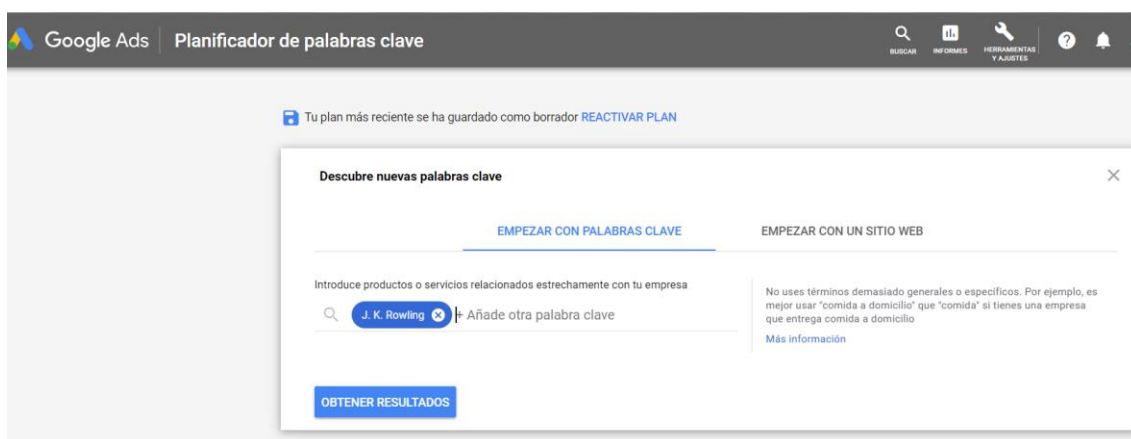 Google Ads Planificador de palabras clave
BUSCAR
INFORMES
HERRAMIENTAS
Y AJUSTES
Tu plan más reciente se ha guardado como borrador REACTIVAR PLAN
Descubre nuevas palabras clave
EMPEZAR CON PALABRAS CLAVE
EMPEZAR CON UN SITIO WEB
Introduce productos o servicios relacionados estrechamente con tu empresa
J. K. Rowling
+ Añade otra palabra clave
No uses términos demasiado generales o específicos. Por ejemplo, es
mejor usar "comida a domicilio" que "comida" si tienes una empresa
que entrega comida a domicilio
Más información
OBTENER RESULTADOS